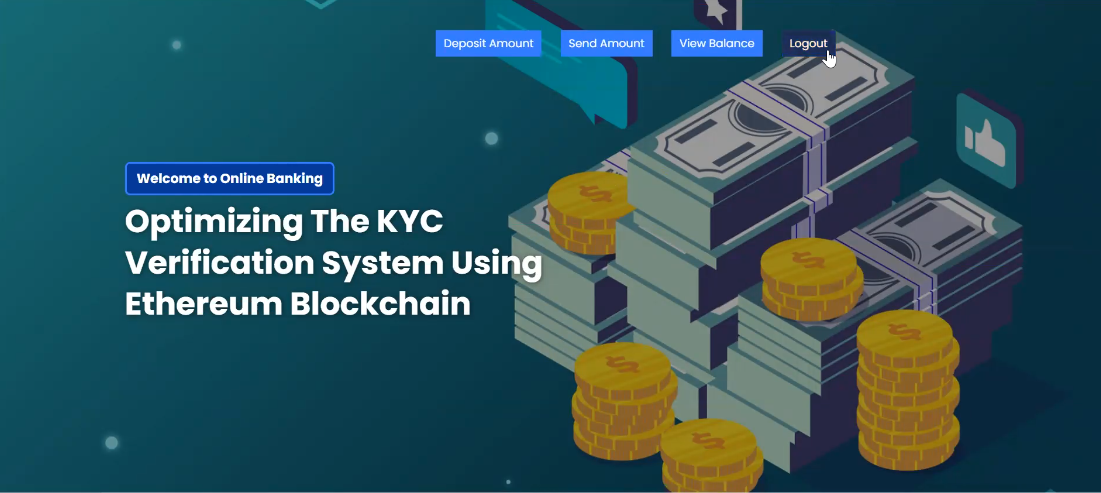 Deposit Amount Send Amount View Balance Logout
Welcome to Online Banking
Optimizing The KYC
Verification System Using
Ethereum Blockchain